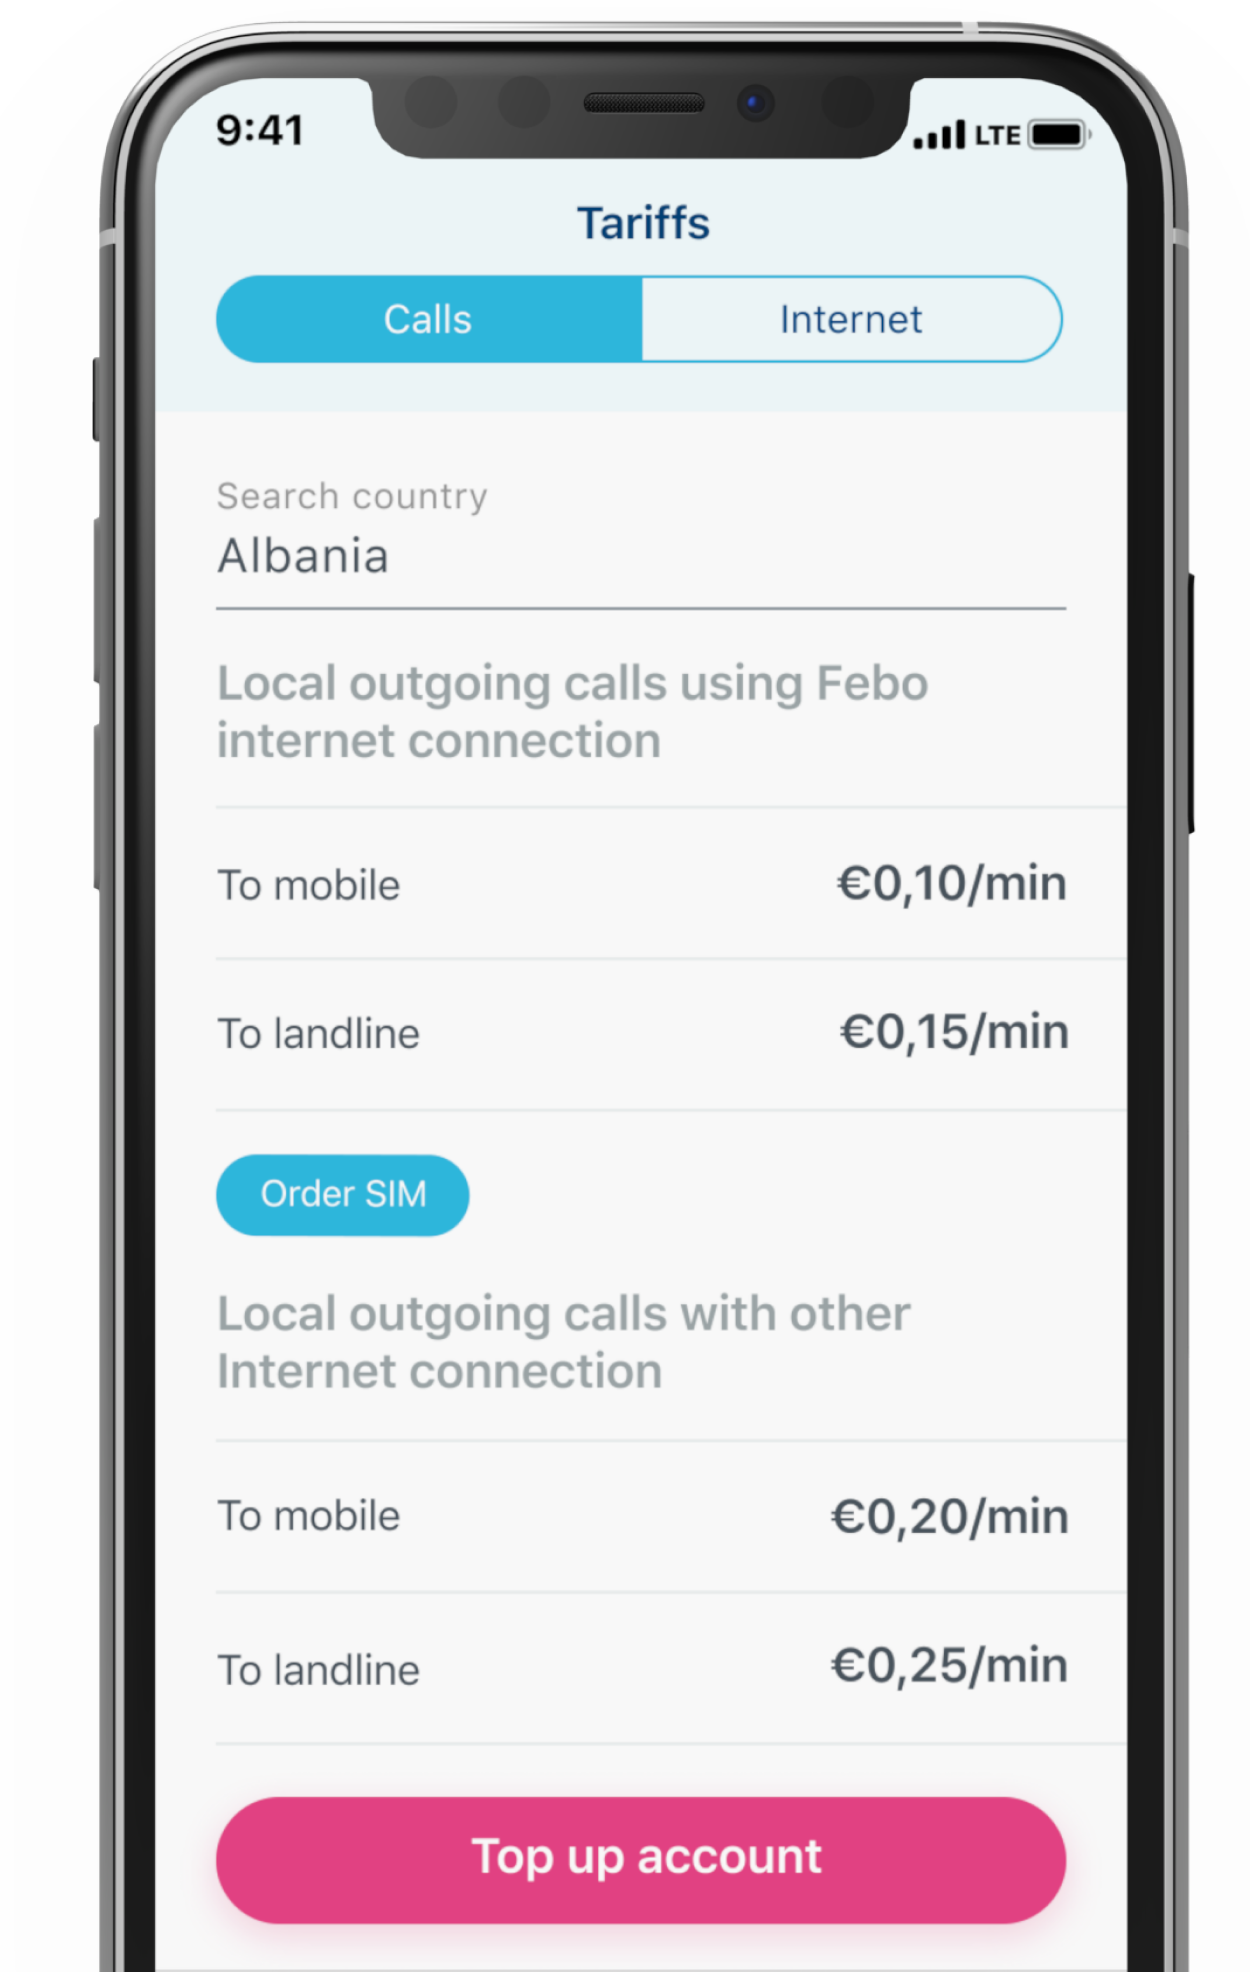 9:41
LTE
Tariffs
Calls
Internet
Search country
Albania
Local outgoing calls using Febo
internet connection
To mobile
€0,10/min
To landline
€0,15/min
Order SIM
Local outgoing calls with other
Internet connection
To mobile
€0,20/min
To landline
€0,25/min
Top up account